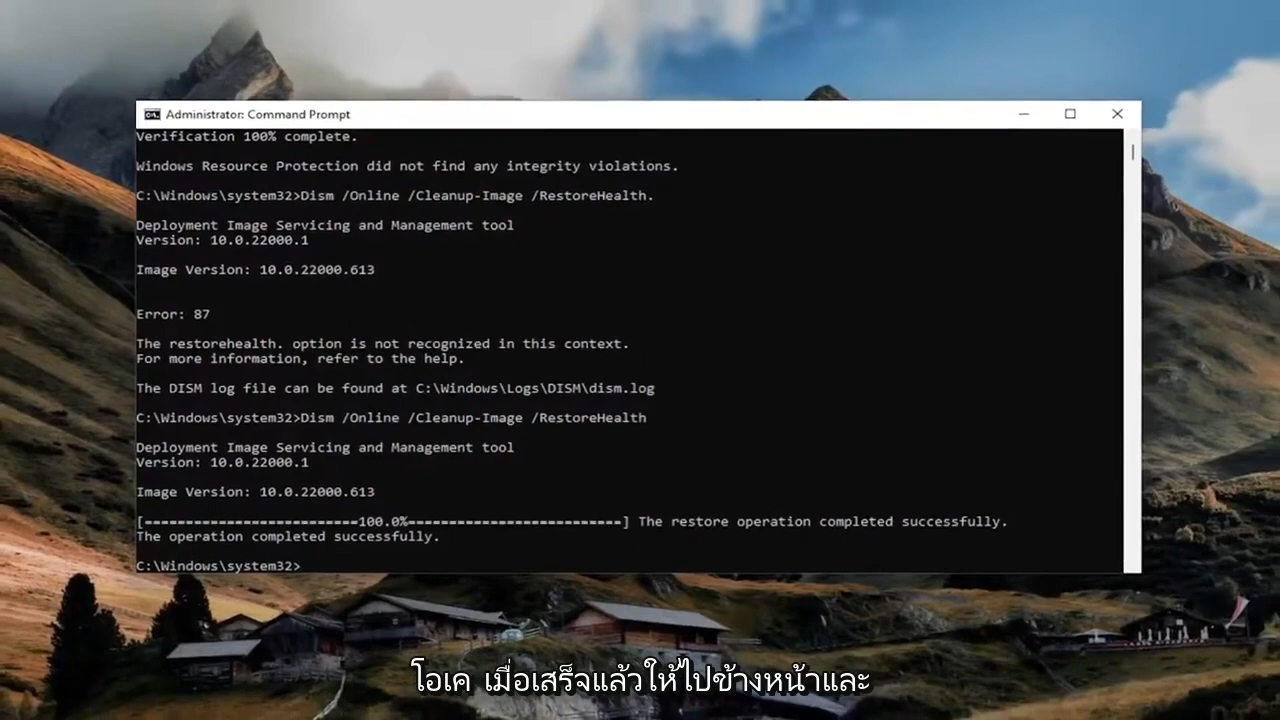 Administrator: Command Prompt
Verification 100% complete.
Windows Resource Protection did not find any integrity violations.
C:\Windows\system32>Dism /Online /Cleanup-Image /RestoreHealth.
Deployment Image Servicing and Management tool
Version: 10.0.22000.1
Image Version: 10.0.22000.613
Error: 87
The restorehealth. option is not recognized in this context.
For more information, refer to the help.
The DISM log file can be found at C:\Windows\Logs\DISM\dism.log
C:\Windows\system32>Dism /Online /Cleanup-Image /RestoreHealth
Deployment Image Servicing and Management tool
Version: 10.0.22000.1
Image Version: 10.0.22000.613
[==========================100.0%==========================] The restore operation completed successfully.
The operation completed successfully.
C:\Windows\system32>
โอเค เมื่อเสร็จแล้วให้ไปข้างหน้าและ